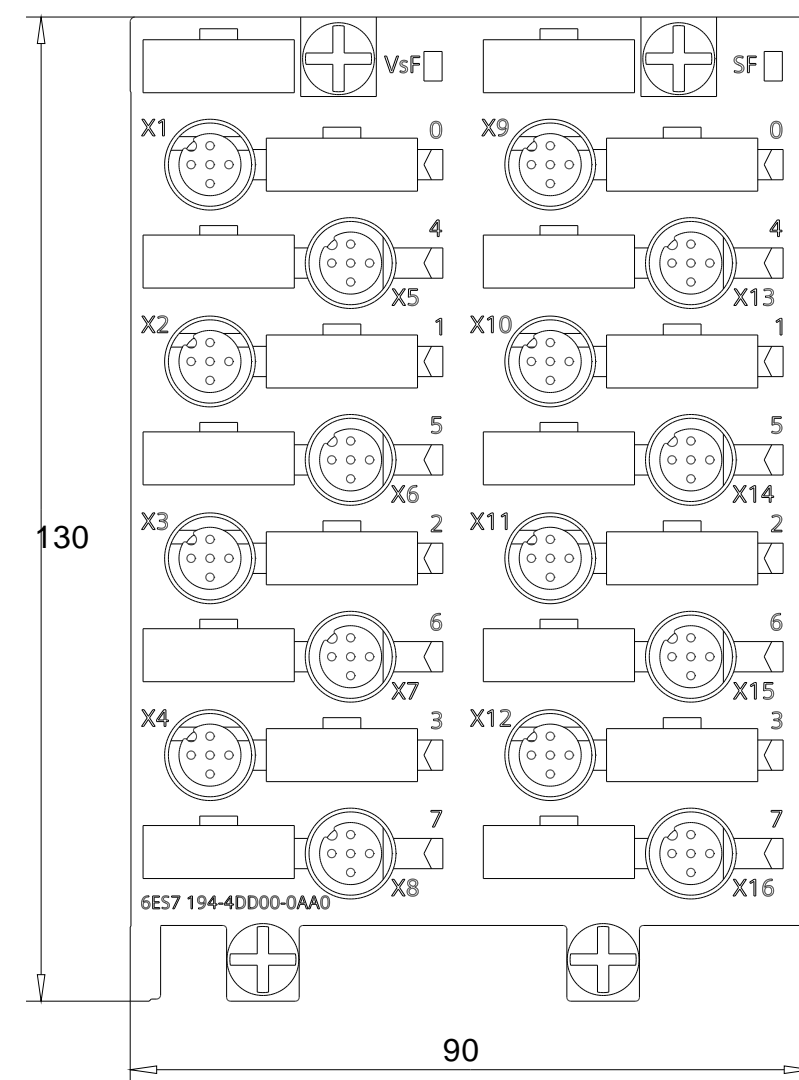 VsF SF
X1 0 X9 0
4 4
X5 X13
X2 1 X10 1
5 5
X6 X14
130
X3 2 X11 2
6 6
X7 X15
X4 3 X12 3
7 7
X8 X16
6ES7 194-4DD00-0AA0
90